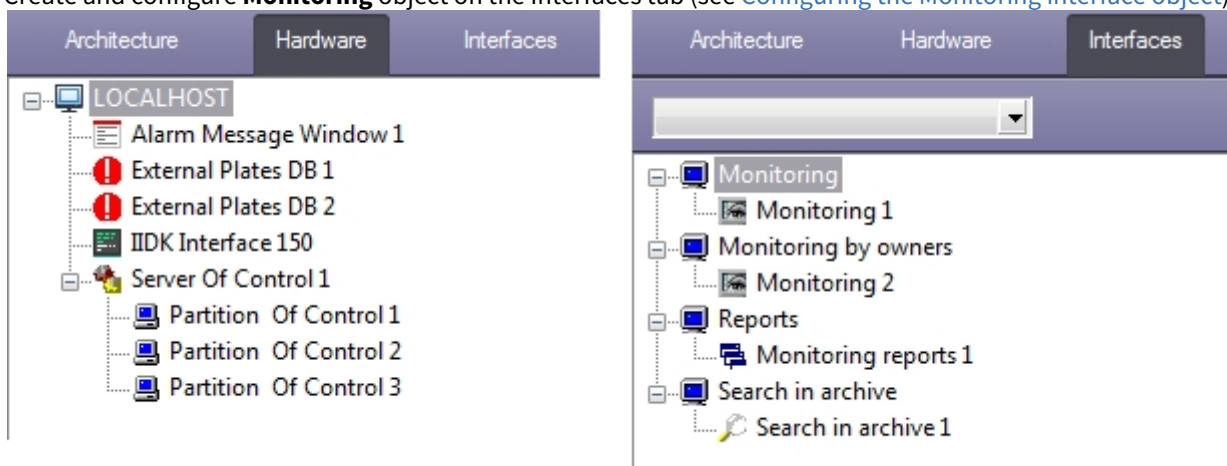 Create and configure Monitoring object on the Interfaces tab (see Configuring the Monitoring interface object)
Architecture Hardware Interfaces
LOCALHOST
Alarm Message Window 1
External Plates DB 1
External Plates DB 2
IIDK Interface 150
Server Of Control 1
Partition Of Control 1
Partition Of Control 2
Partition Of Control 3
Architecture Hardware Interfaces
Monitoring
Monitoring 1
Monitoring by owners
Monitoring 2
Reports
Monitoring reports 1
Search in archive
Search in archive 1